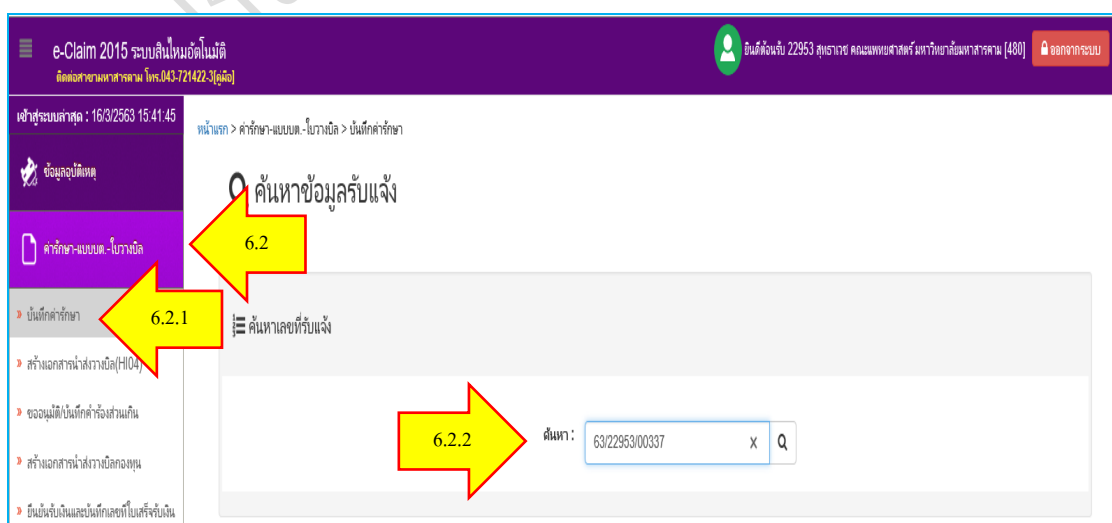 e-Claim 2015 ระบบสินไหมอัตโนมัติ
ติดต่อสาขามหาสารคาม โทร.043-721422-3[คู่มือ]
ยินดีต้อนรับ 22953 สุทธาเวช คณะแพทยศาสตร์ มหาวิทยาลัยมหาสารคาม [480]
ออกจากระบบ
เข้าสู่ระบบล่าสุด : 16/3/2563 15:41:45
หน้าแรก > ค่ารักษา-แบบบต.-ใบวางบิล > บันทึกค่ารักษา
ข้อมูลอุบัติเหตุ
ค้นหาข้อมูลรับแจ้ง
ค่ารักษา-แบบบต.-ใบวางบิล
6.2
บันทึกค่ารักษา
6.2.1
ค้นหาเลขที่รับแจ้ง
สร้างเอกสารนำส่งวางบิล(HI04)
ขออนุมัติ/บันทึกคำร้องส่วนเกิน
6.2.2
ค้นหา :
63/22953/00337
X
สร้างเอกสารนำส่งวางบิลกองทุน
ยืนยันรับเงินและบันทึกเลขที่ใบเสร็จรับเงิน